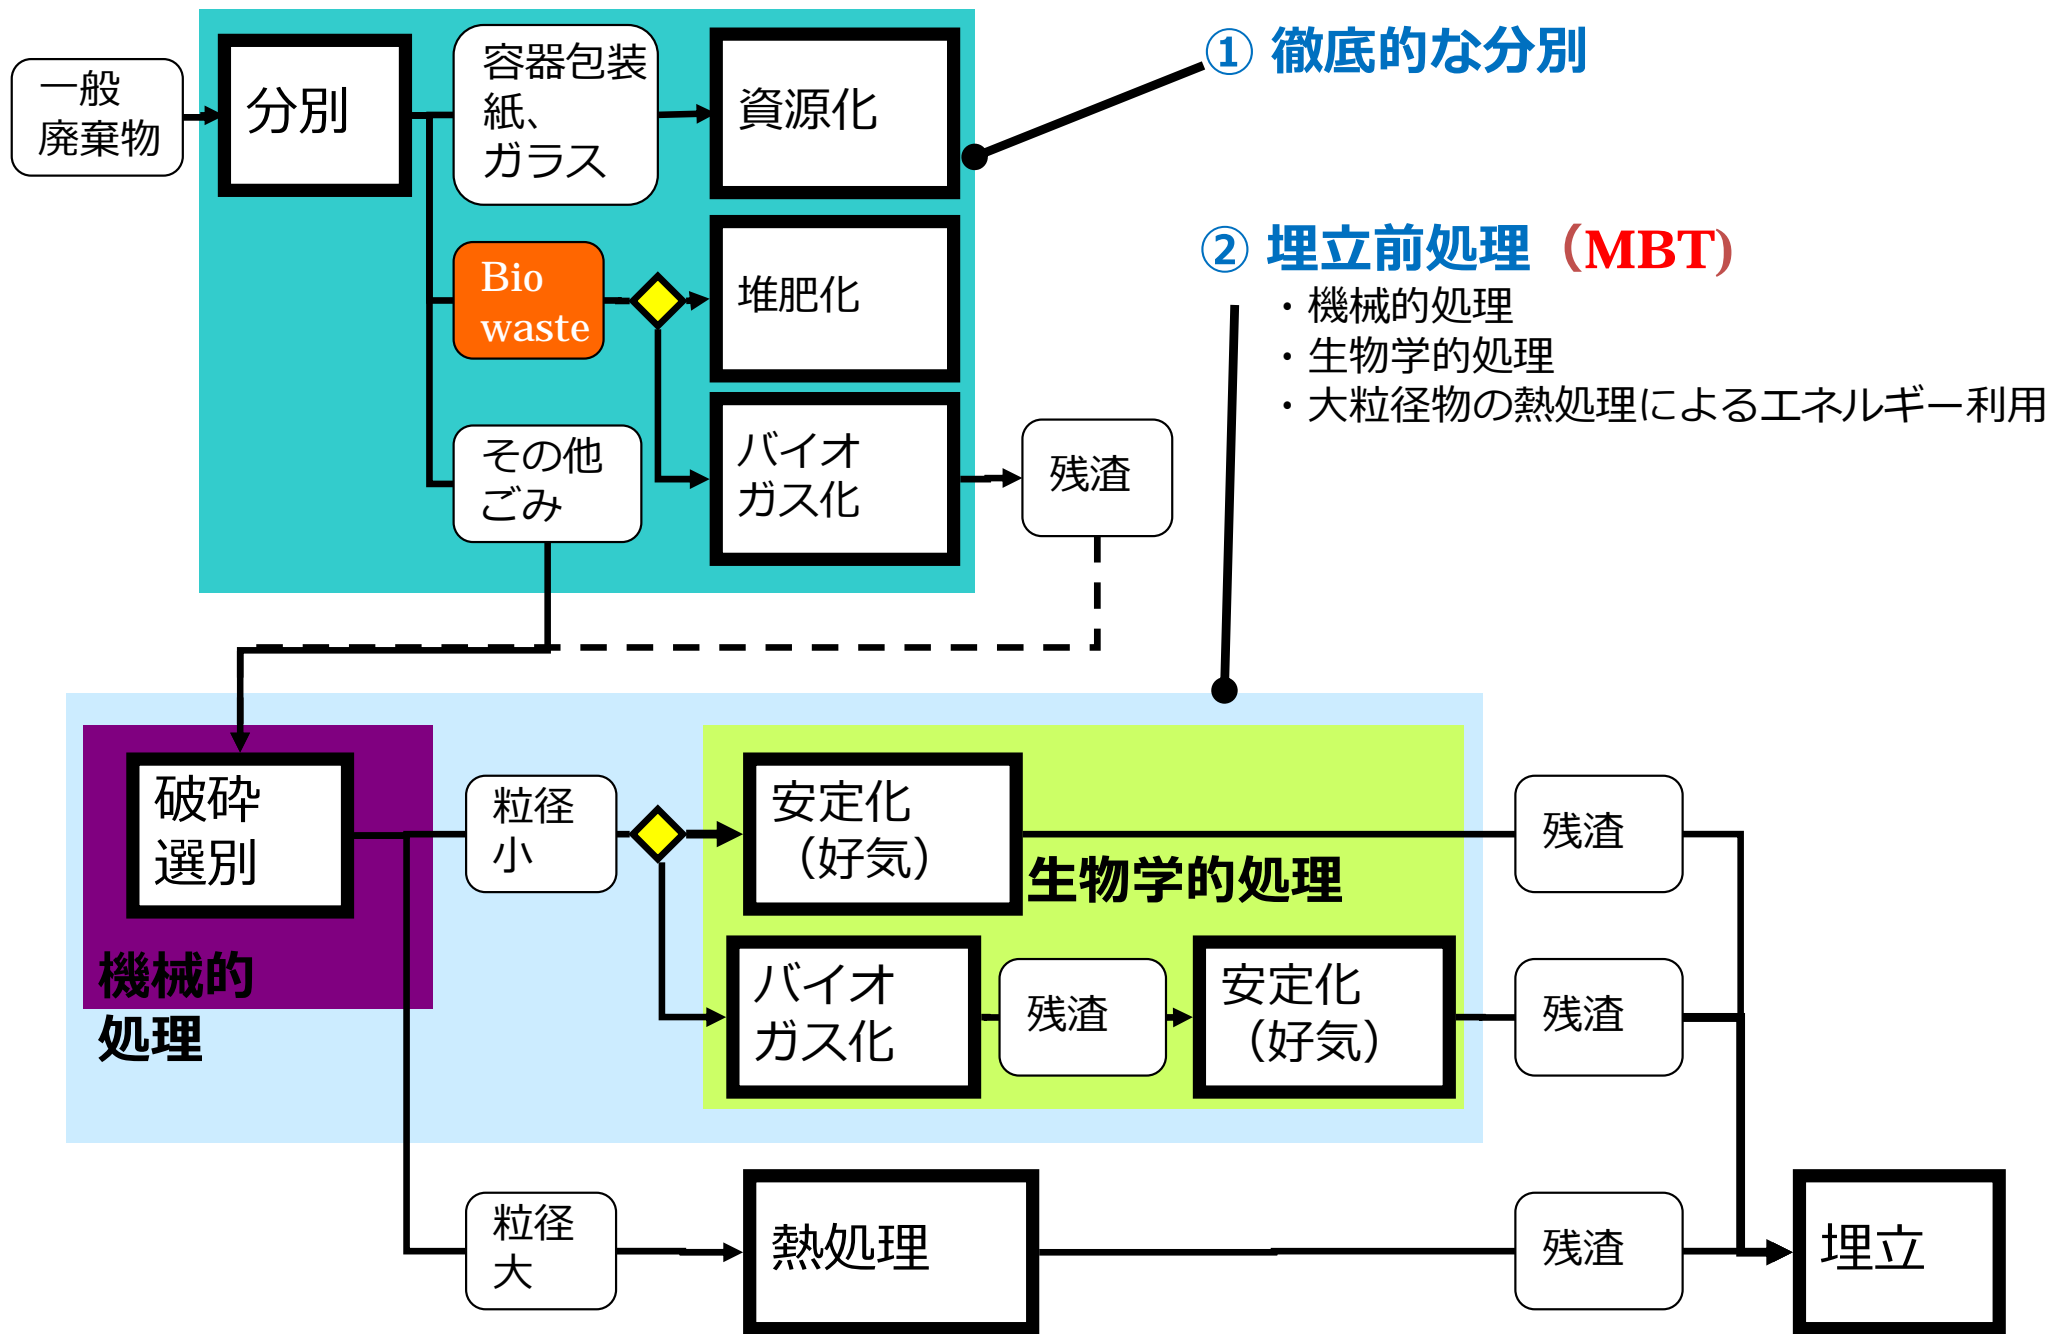 一般
廃棄物
分別
容器包装
紙、
ガラス
資源化
① 徹底的な分別
Bio
waste
堆肥化
② 埋立前処理（MBT)
・機械的処理
・生物学的処理
・大粒径物の熱処理によるエネルギー利用
その他
ごみ
バイオ
ガス化
残渣
破砕
選別
機械的
処理
粒径
小
安定化
（好気）
生物学的処理
残渣
バイオ
ガス化
残渣
安定化
（好気）
残渣
粒径
大
熱処理
残渣
埋立